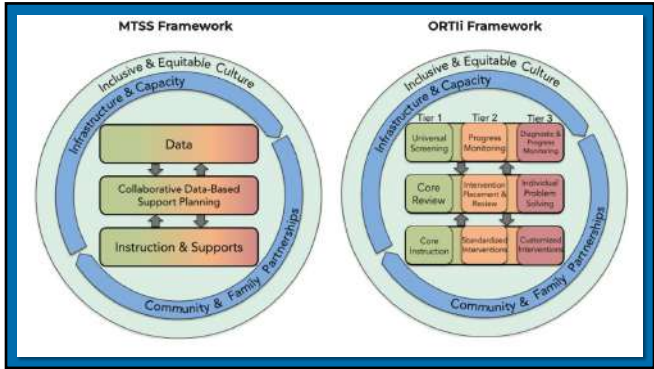 MTSS Framework
Inclusive & Equitable Culture
Infrastructure & Capacity
Data
Collaborative Data-Based
Support Planning
Instruction & Supports
Community & Family Partnerships
ORTIi Framework
Inclusive & Equitable Culture
Infrastructure & Capacity
Tier 1 Tier 2 Tier 3
Universal
Screening
Progress
Monitoring
Diagnostic &
Progress
Monitoring
Core
Review
Intervention
Placement &
Review
Individual
Problem
Solving
Core
Instruction
Standardized
Interventions
Customized
Interventions
Community & Family Partnerships